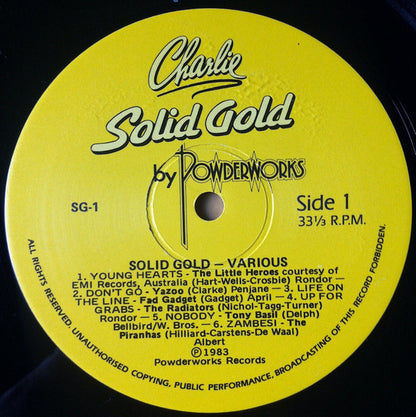 Charlie
Solid Gold
by POWDERWORKS
SG-1
Side 1
33⅓ R.P.M.
SOLID GOLD — VARIOUS
1. YOUNG HEARTS - The Little Heroes courtesy of
EMI Records, Australia (Hart-Wells-Crosbie) Rondor —
2. DON'T GO - Yazoo (Clarke) Penjane — 3. LIFE ON
THE LINE - Fad Gadget (Gadget) April — 4. UP FOR
GRABS - The Radiators (Nichol-Tagg-Turner)
Rondor — 5. NOBODY - Tony Basil (Delph)
Bellbird/W. Bros. — 6. ZAMBESI - The
Piranhas (Hilliard-Carstens-De Waal)
Albert
℗1983
Powderworks Records
ALL RIGHTS RESERVED. UNAUTHORISED COPYING, PUBLIC PERFORMANCE, BROADCASTING OF THIS RECORD FORBIDDEN.